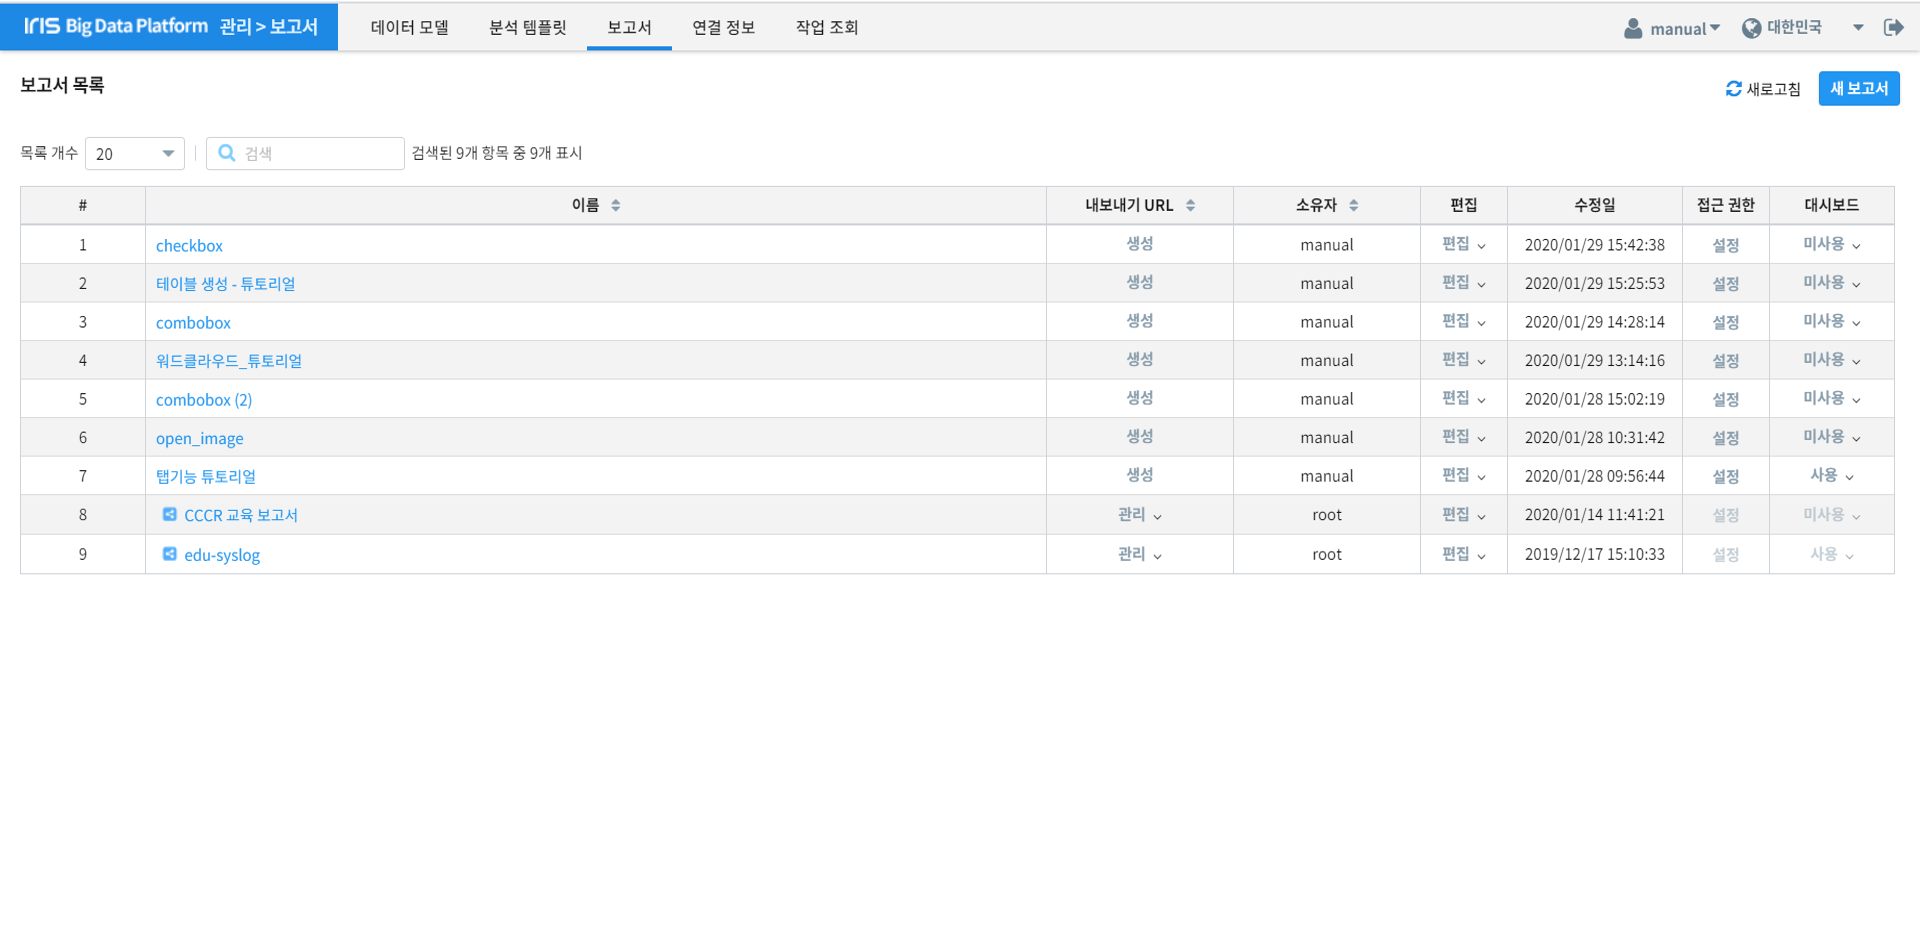 IRIS Big Data Platform 관리 > 보고서 데이터 모델 분석 템플릿 보고서 연결 정보 작업 조회 manual 대한민국
보고서 목록 새로고침 새 보고서
목록 개수 20 검색 검색된 9개 항목 중 9개 표시
# 이름 내보내기 URL 소유자 편집 수정일 접근 권한 대시보드
1 checkbox 생성 manual 편집 2020/01/29 15:42:38 설정 미사용
2 테이블 생성 - 튜토리얼 생성 manual 편집 2020/01/29 15:25:53 설정 미사용
3 combobox 생성 manual 편집 2020/01/29 14:28:14 설정 미사용
4 워드클라우드_튜토리얼 생성 manual 편집 2020/01/29 13:14:16 설정 미사용
5 combobox (2) 생성 manual 편집 2020/01/28 15:02:19 설정 미사용
6 open_image 생성 manual 편집 2020/01/28 10:31:42 설정 미사용
7 탭기능 튜토리얼 생성 manual 편집 2020/01/28 09:56:44 설정 사용
8 CCCR 교육 보고서 관리 root 편집 2020/01/14 11:41:21 설정 미사용
9 edu-syslog 관리 root 편집 2019/12/17 15:10:33 설정 사용